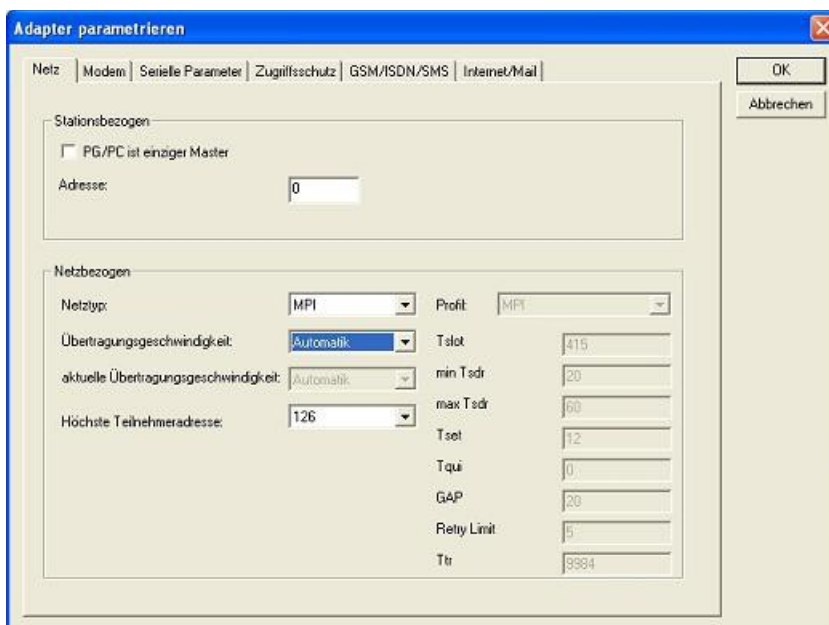 Adapter parametrieren
Netz Modem Serielle Parameter Zugriffsschutz GSM/ISDN/SMS Internet/Mail
OK
Abbrechen
Stationsbezogen
PG/PC ist einziger Master
Adresse: 0
Netzbezogen
Netztyp: MPI Profil: MPI
Übertragungsgeschwindigkeit: Automatik Tslot 415
aktuelle Übertragungsgeschwindigkeit: Automatik min Tsdr 20
max Tsdr 60
Höchste Teilnehmeradresse: 126
Tset 12
Tqui 0
GAP 20
Retry Limit 5
Ttr 9984